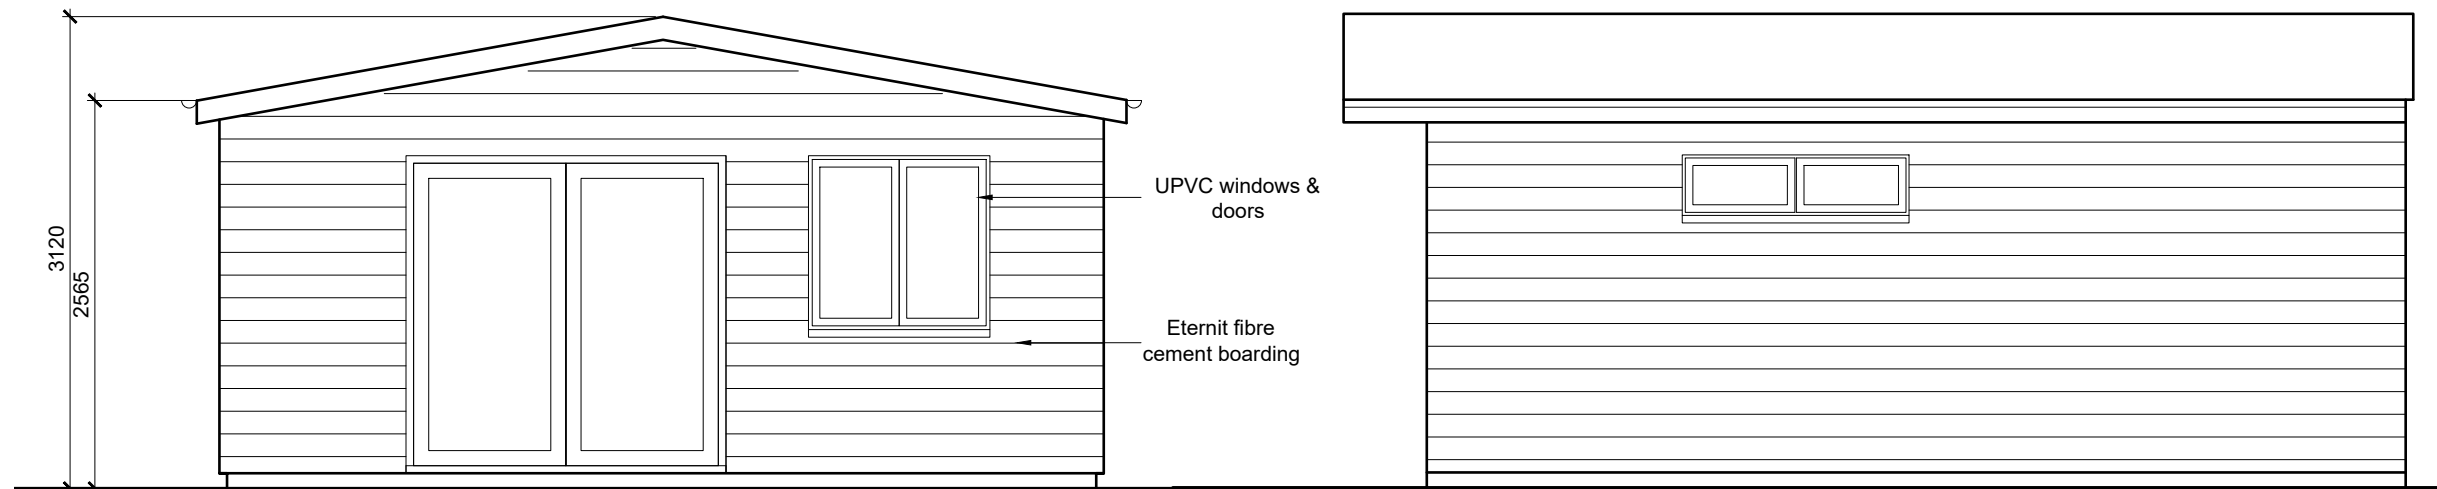 3120
2565
UPVC windows &
doors
Eternit fibre
cement boarding